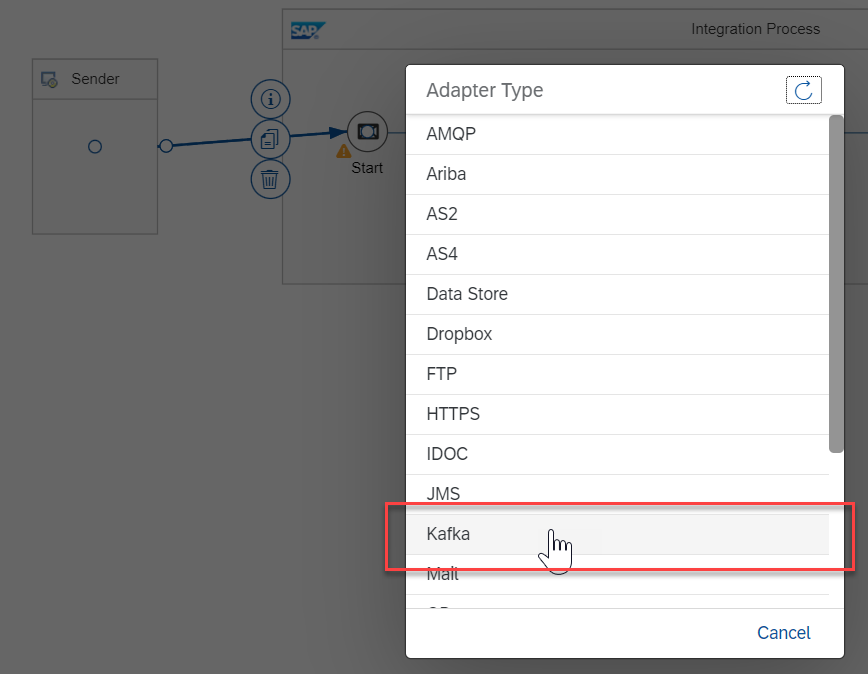 SAP
Integration Process
Sender
Start
Adapter Type
AMQP
Ariba
AS2
AS4
Data Store
Dropbox
FTP
HTTPS
IDOC
JMS
Kafka
Mail
Cancel